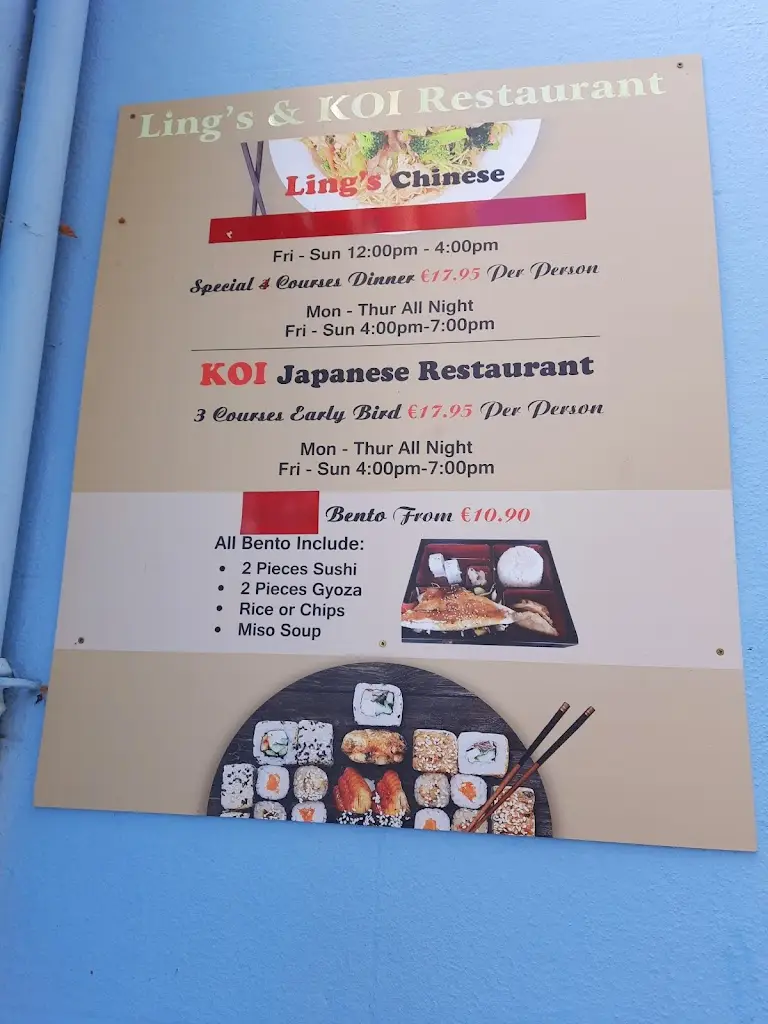 Ling's & KOI Restaurant
Ling's Chinese
Fri - Sun 12:00pm - 4:00pm
Special Courses Dinner €17.95 Per Person
Mon - Thur All Night
Fri - Sun 4:00pm-7:00pm
KOI Japanese Restaurant
3 Courses Early Bird €17.95 Per Person
Mon - Thur All Night
Fri - Sun 4:00pm-7:00pm
Bento From €10.90
All Bento Include:
• 2 Pieces Sushi
• 2 Pieces Gyoza
• Rice or Chips
• Miso Soup